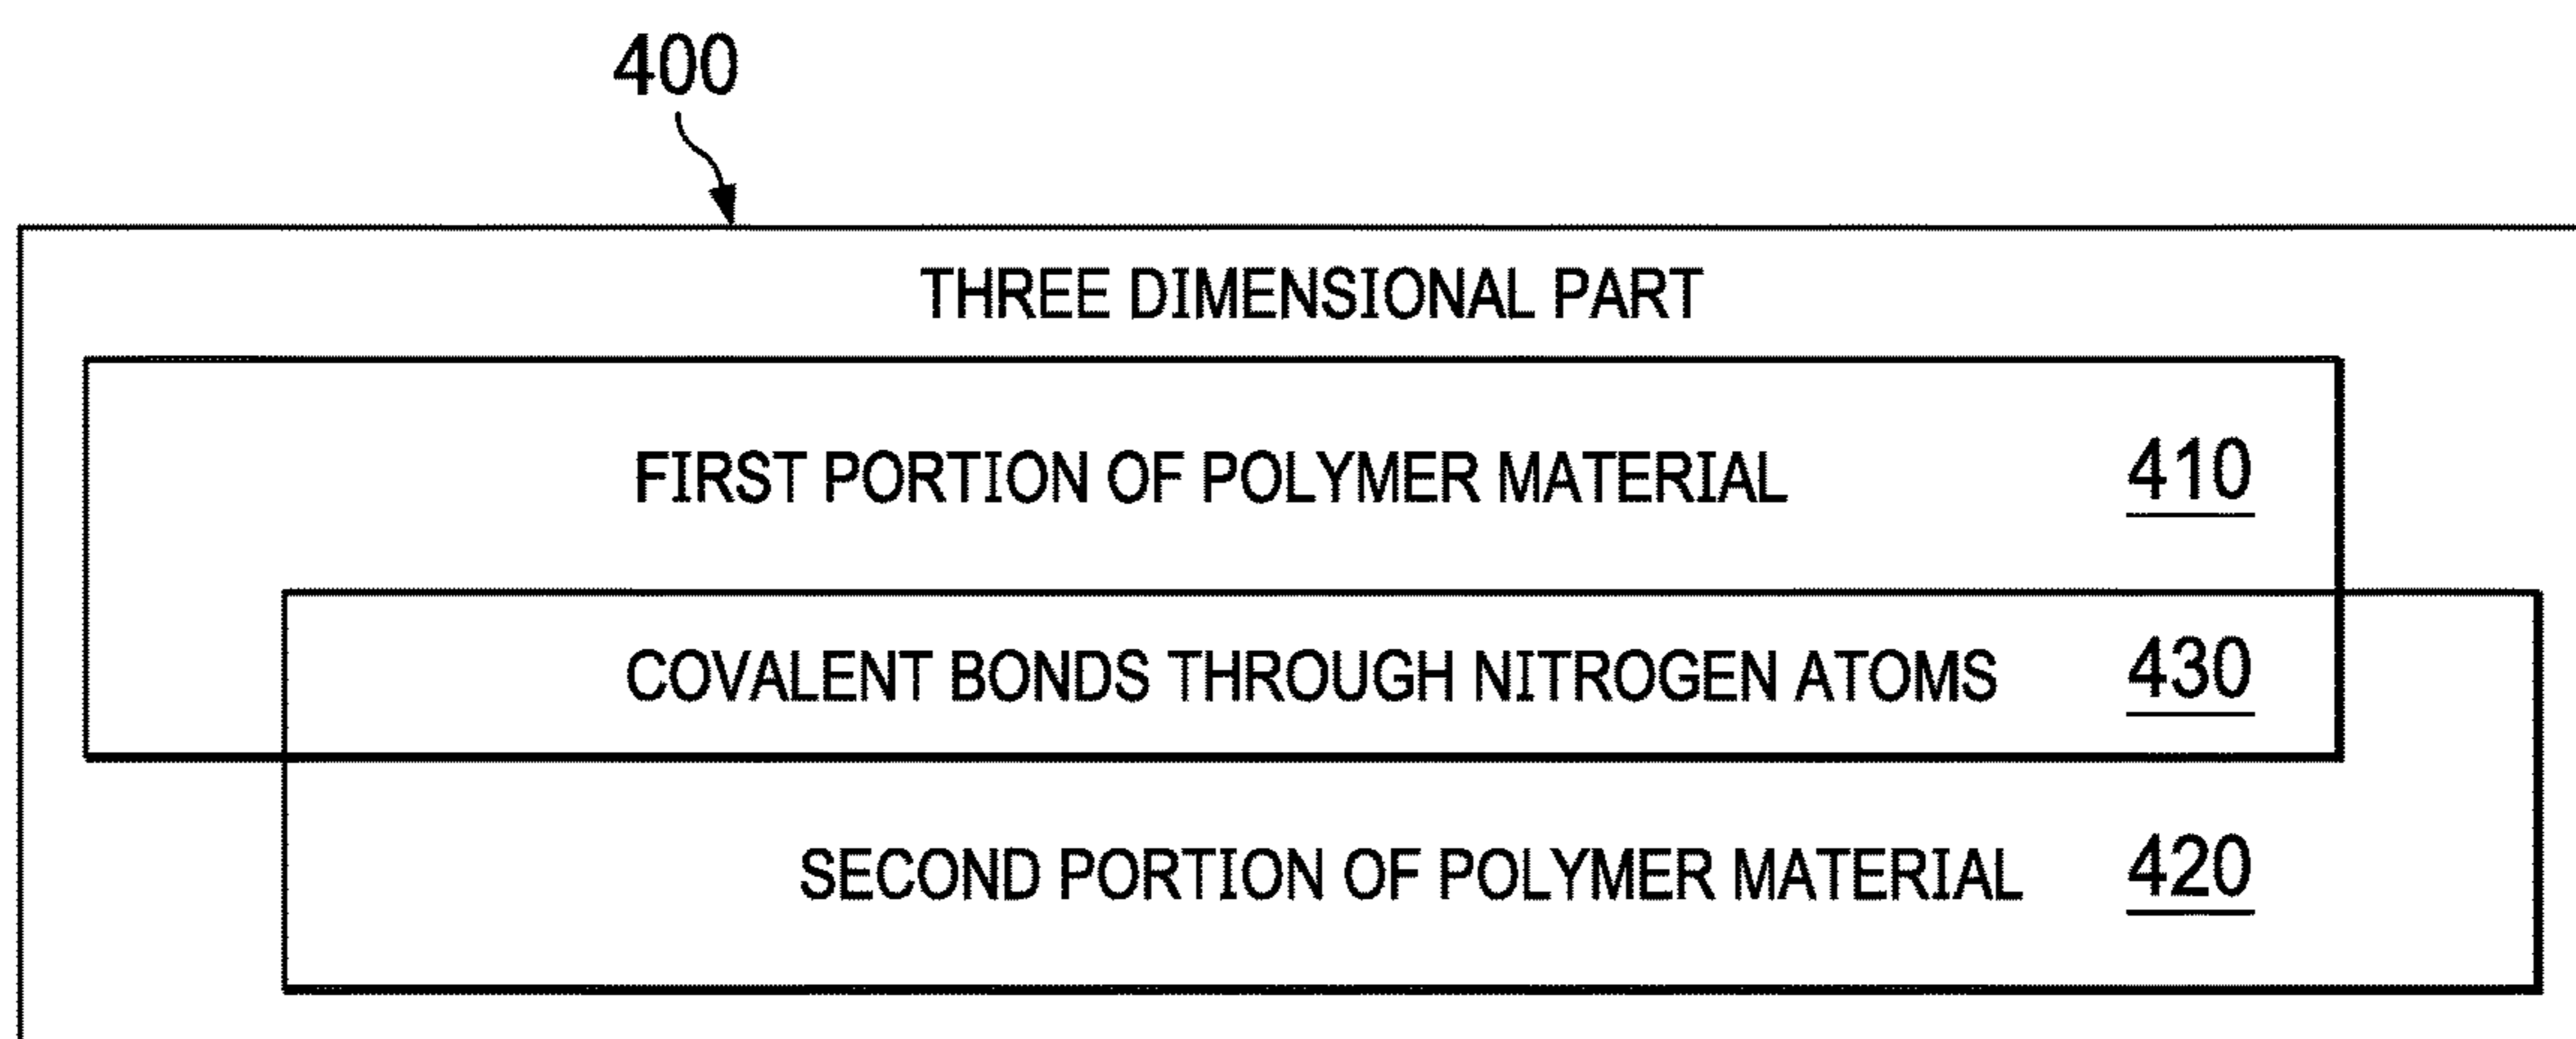 400
THREE DIMENSIONAL PART
FIRST PORTION OF POLYMER MATERIAL 410
COVALENT BONDS THROUGH NITROGEN ATOMS 430
SECOND PORTION OF POLYMER MATERIAL 420